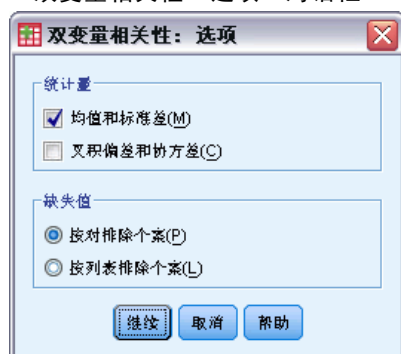 双变量相关性: 选项
统计量
均值和标准差(M)
叉积偏差和协方差(C)
缺失值
按对排除个案(P)
按列表排除个案(L)
继续 取消 帮助